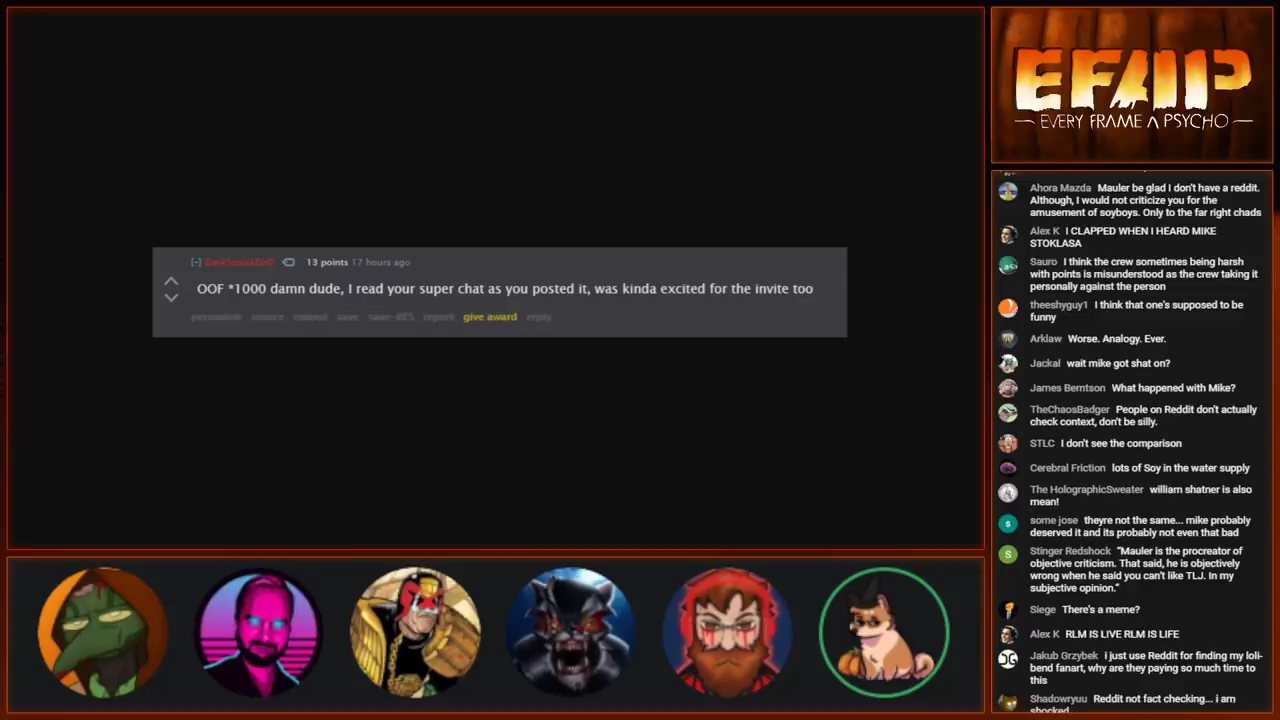 [-] DankSpankDnD 13 points 17 hours ago
OOF *1000 damn dude, I read your super chat as you posted it, was kinda excited for the invite too
permalink source embed save save-RES report give award reply
EFAP
EVERY FRAME A PSYCHO
Ahora Mazda Mauler be glad I don't have a reddit.
Although, I would not criticize you for the
amusement of soyboys. Only to the far right chads
Alex K I CLAPPED WHEN I HEARD MIKE
STOKLASA
Sauro I think the crew sometimes being harsh
with points is misunderstood as the crew taking it
personally against the person
theeshyguy1 I think that one's supposed to be
funny
Arklaw Worse. Analogy. Ever.
Jackal wait mike got shat on?
James Berntson What happened with Mike?
TheChaosBadger People on Reddit don't actually
check context, don't be silly.
STLC I don't see the comparison
Cerebral Friction lots of Soy in the water supply
The HolographicSweater william shatner is also
mean!
some jose theyre not the same... mike probably
deserved it and its probably not even that bad
Stinger Redshock “Mauler is the procreator of
objective criticism. That said, he is objectively
wrong when he said you can't like TLJ. In my
subjective opinion.”
Siege There's a meme?
Alex K RLM IS LIVE RLM IS LIFE
Jakub Grzybek i just use Reddit for finding my loli-
bend fanart, why are they paying so much time to
this
Shadowryuu Reddit not fact checking... i am
shocked